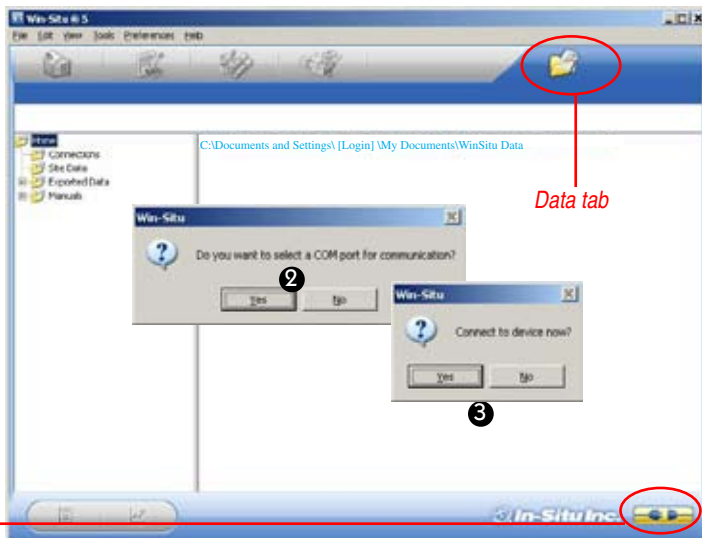 Win-Situ® 5
File Edit View Tools Preferences Help
Home
Connections
Site Data
Exported Data
Manuals
C:\Documents and Settings\ [Login] \My Documents\WinSitu Data
Data tab
Win-Situ
Do you want to select a COM port for communication?
2
Yes No
Win-Situ
Connect to device now?
Yes No
3
In-Situ Inc.